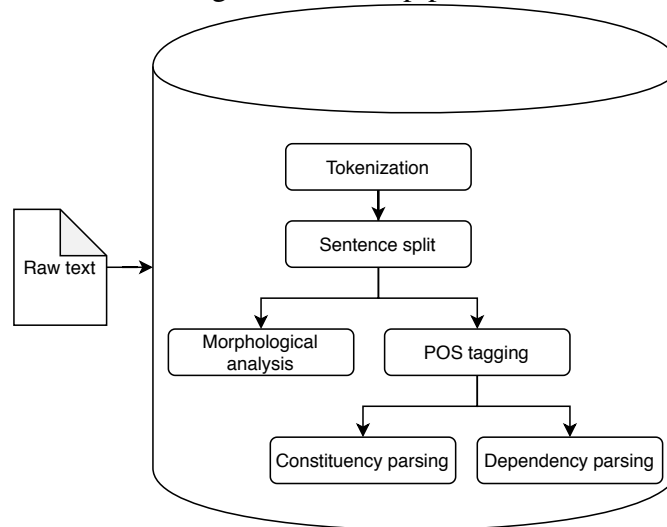 Tokenization
Sentence split
Raw text
Morphological
analysis
POS tagging
Constituency parsing
Dependency parsing